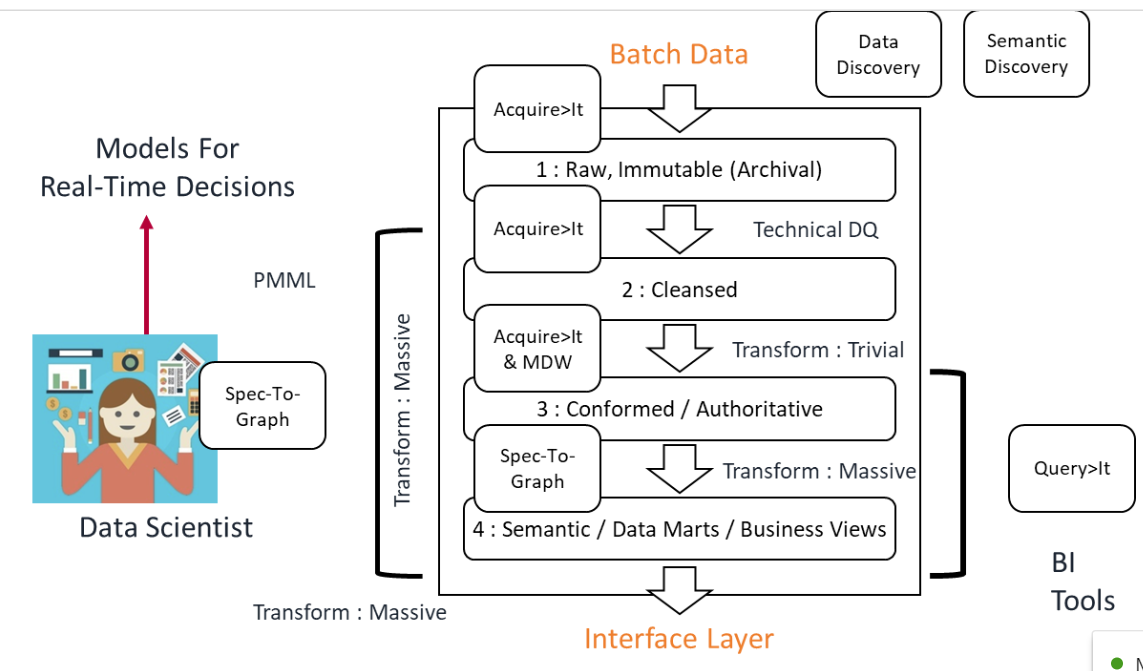 Batch Data
Data
Discovery
Semantic
Discovery
Acquire>It
1 : Raw, Immutable (Archival)
Models For
Real-Time Decisions
Acquire>It
Technical DQ
PMML
2 : Cleansed
Transform : Massive
Acquire>It
& MDW
Transform : Trivial
Spec-To-
Graph
3 : Conformed / Authoritative
Spec-To-
Graph
Transform : Massive
Query>It
Data Scientist
4 : Semantic / Data Marts / Business Views
BI
Tools
Transform : Massive
Interface Layer